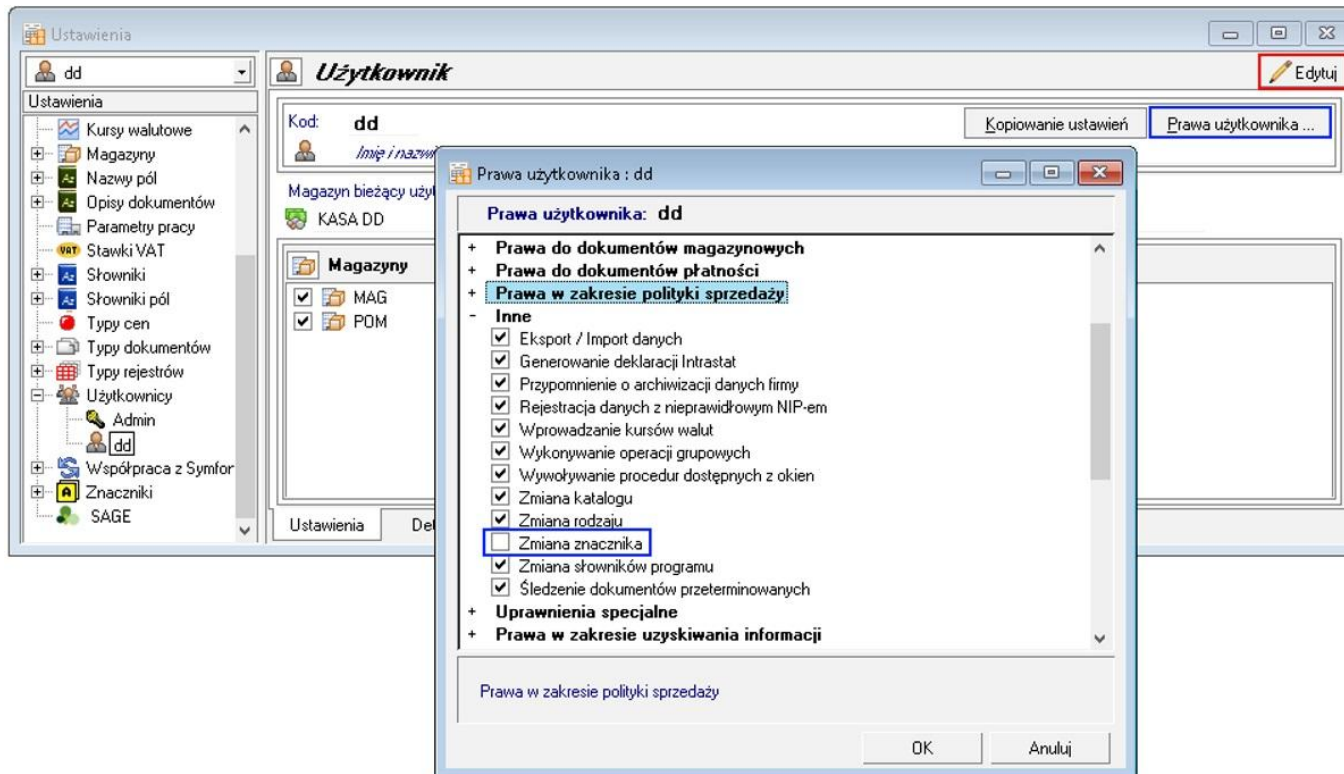 Ustawienia
dd
Ustawienia
Kursy walutowe
Magazyny
Nazwy pól
Opisy dokumentów
Parametry pracy
VAT Stawki VAT
Słowniki
Słowniki pól
Typy cen
Typy dokumentów
Typy rejestrów
Użytkownicy
Admin
dd
Współpraca z Symfor
Znaczniki
SAGE
Użytkownik
Edytuj
Kod: dd
Kopiowanie ustawień
Prawa użytkownika ...
Imię i nazwi
Magazyn bieżący uży
KASA DD
Magazyny
MAG
POM
Ustawienia
Prawa użytkownika : dd
Prawa użytkownika: dd
+ Prawa do dokumentów magazynowych
+ Prawa do dokumentów płatności
+ Prawa w zakresie polityki sprzedaży
- Inne
Eksport / Import danych
Generowanie deklaracji Intrastat
Przypomnienie o archiwizacji danych firmy
Rejestracja danych z nieprawidłowym NIP-em
Wprowadzanie kursów walut
Wykonywanie operacji grupowych
Wywoływanie procedur dostępnych z okien
Zmiana katalogu
Zmiana rodzaju
Zmiana znacznika
Zmiana słowników programu
Śledzenie dokumentów przeterminowanych
+ Uprawnienia specjalne
+ Prawa w zakresie uzyskiwania informacji
Prawa w zakresie polityki sprzedaży
OK
Anuluj